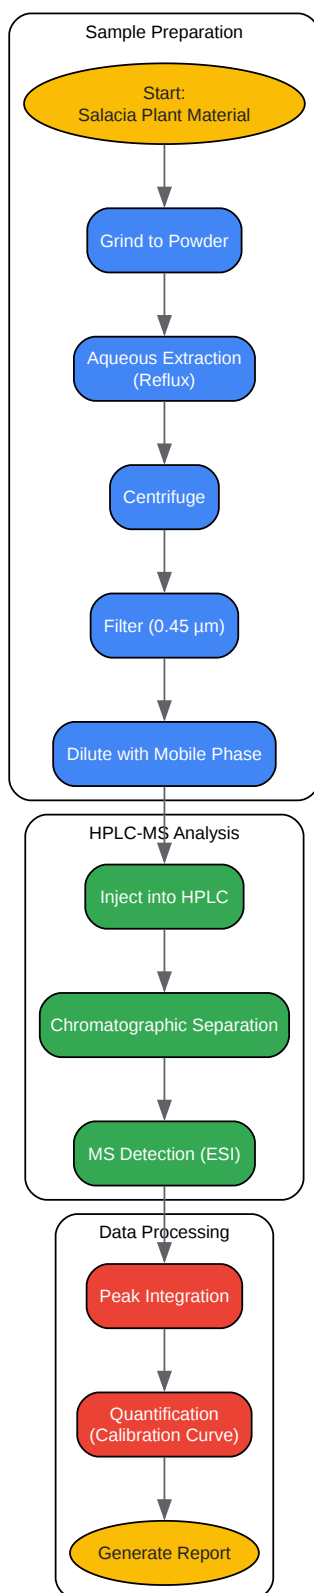 Sample Preparation
Start:
Salacia Plant Material
Grind to Powder
Aqueous Extraction
(Reflux)
Centrifuge
Filter (0.45 µm)
Dilute with Mobile Phase
HPLC-MS Analysis
Inject into HPLC
Chromatographic Separation
MS Detection (ESI)
Data Processing
Peak Integration
Quantification
(Calibration Curve)
Generate Report